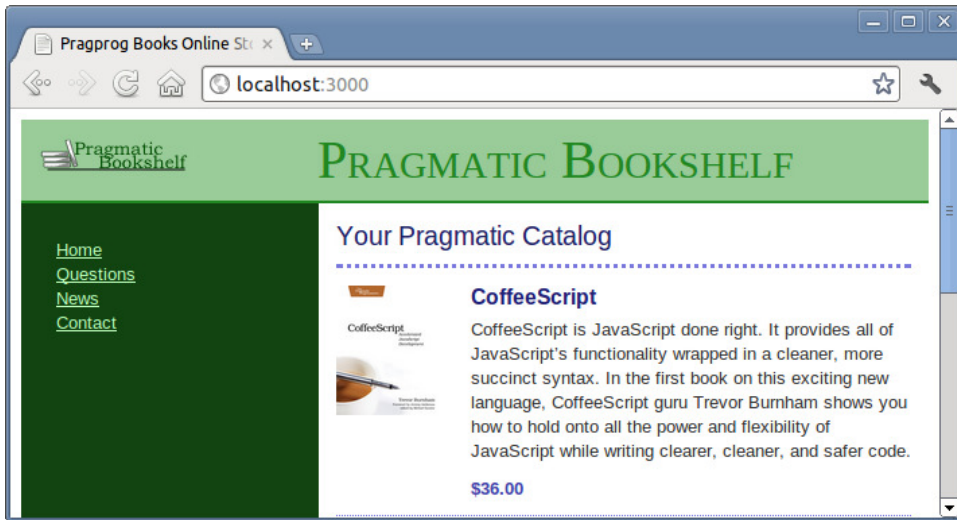 Pragprog Books Online Sto
localhost:3000
Pragmatic
Bookshelf
PRAGMATIC BOOKSHELF
Home
Questions
News
Contact
Your Pragmatic Catalog
CoffeeScript
CoffeeScript
CoffeeScript is JavaScript done right. It provides all of
JavaScript's functionality wrapped in a cleaner, more
succinct syntax. In the first book on this exciting new
language, CoffeeScript guru Trevor Burnham shows you
how to hold onto all the power and flexibility of
JavaScript while writing clearer, cleaner, and safer code.
$36.00